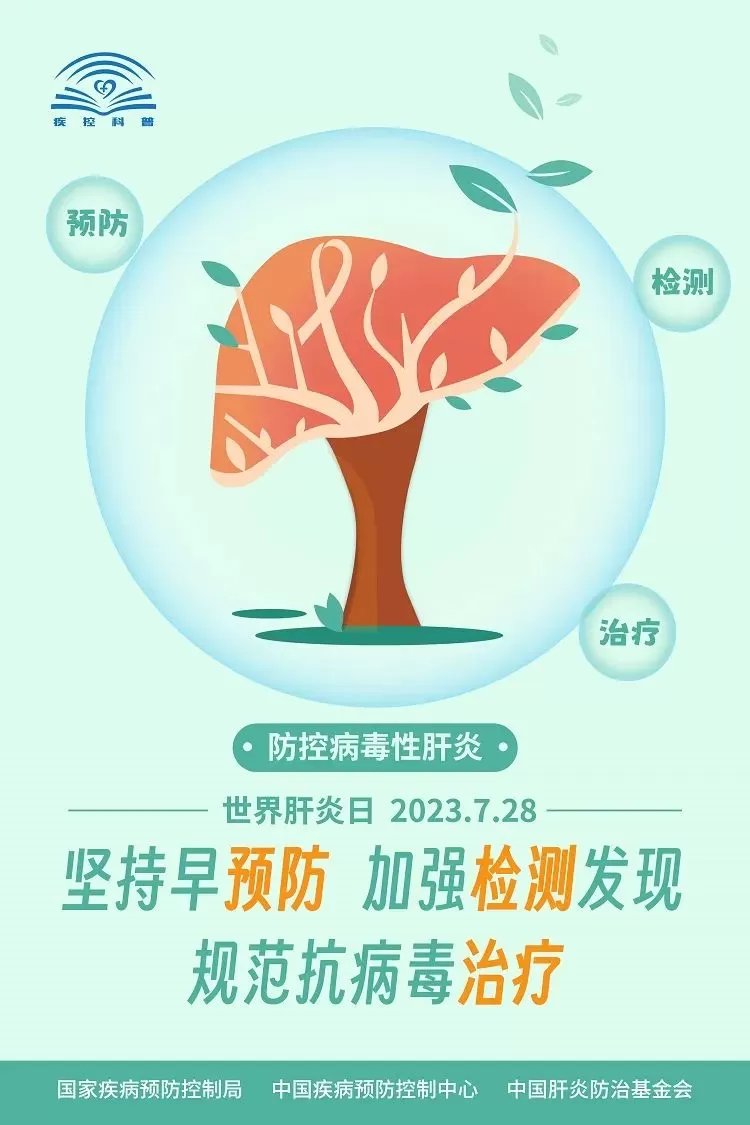 疾控科普
预防
检测
治疗
防控病毒性肝炎
世界肝炎日 2023.7.28
坚持早预防 加强检测发现
规范抗病毒治疗
国家疾病预防控制局 中国疾病预防控制中心 中国肝炎防治基金会